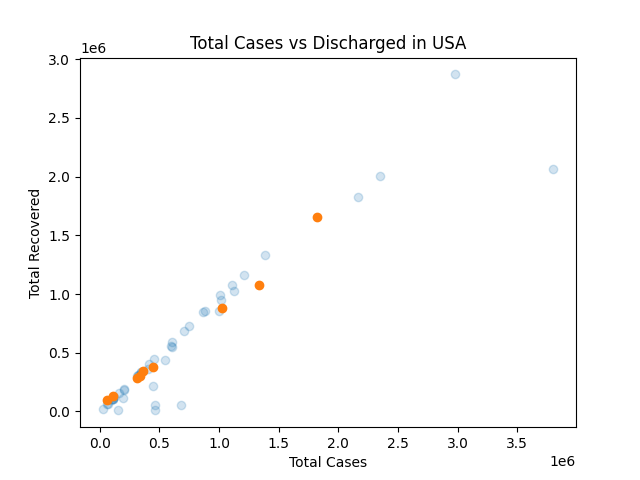 Total Cases vs Discharged in USA
1e6
3.0
2.5
2.0
1.5
1.0
0.5
0.0
Total Recovered
0.0 0.5 1.0 1.5 2.0 2.5 3.0 3.5
Total Cases
1e6